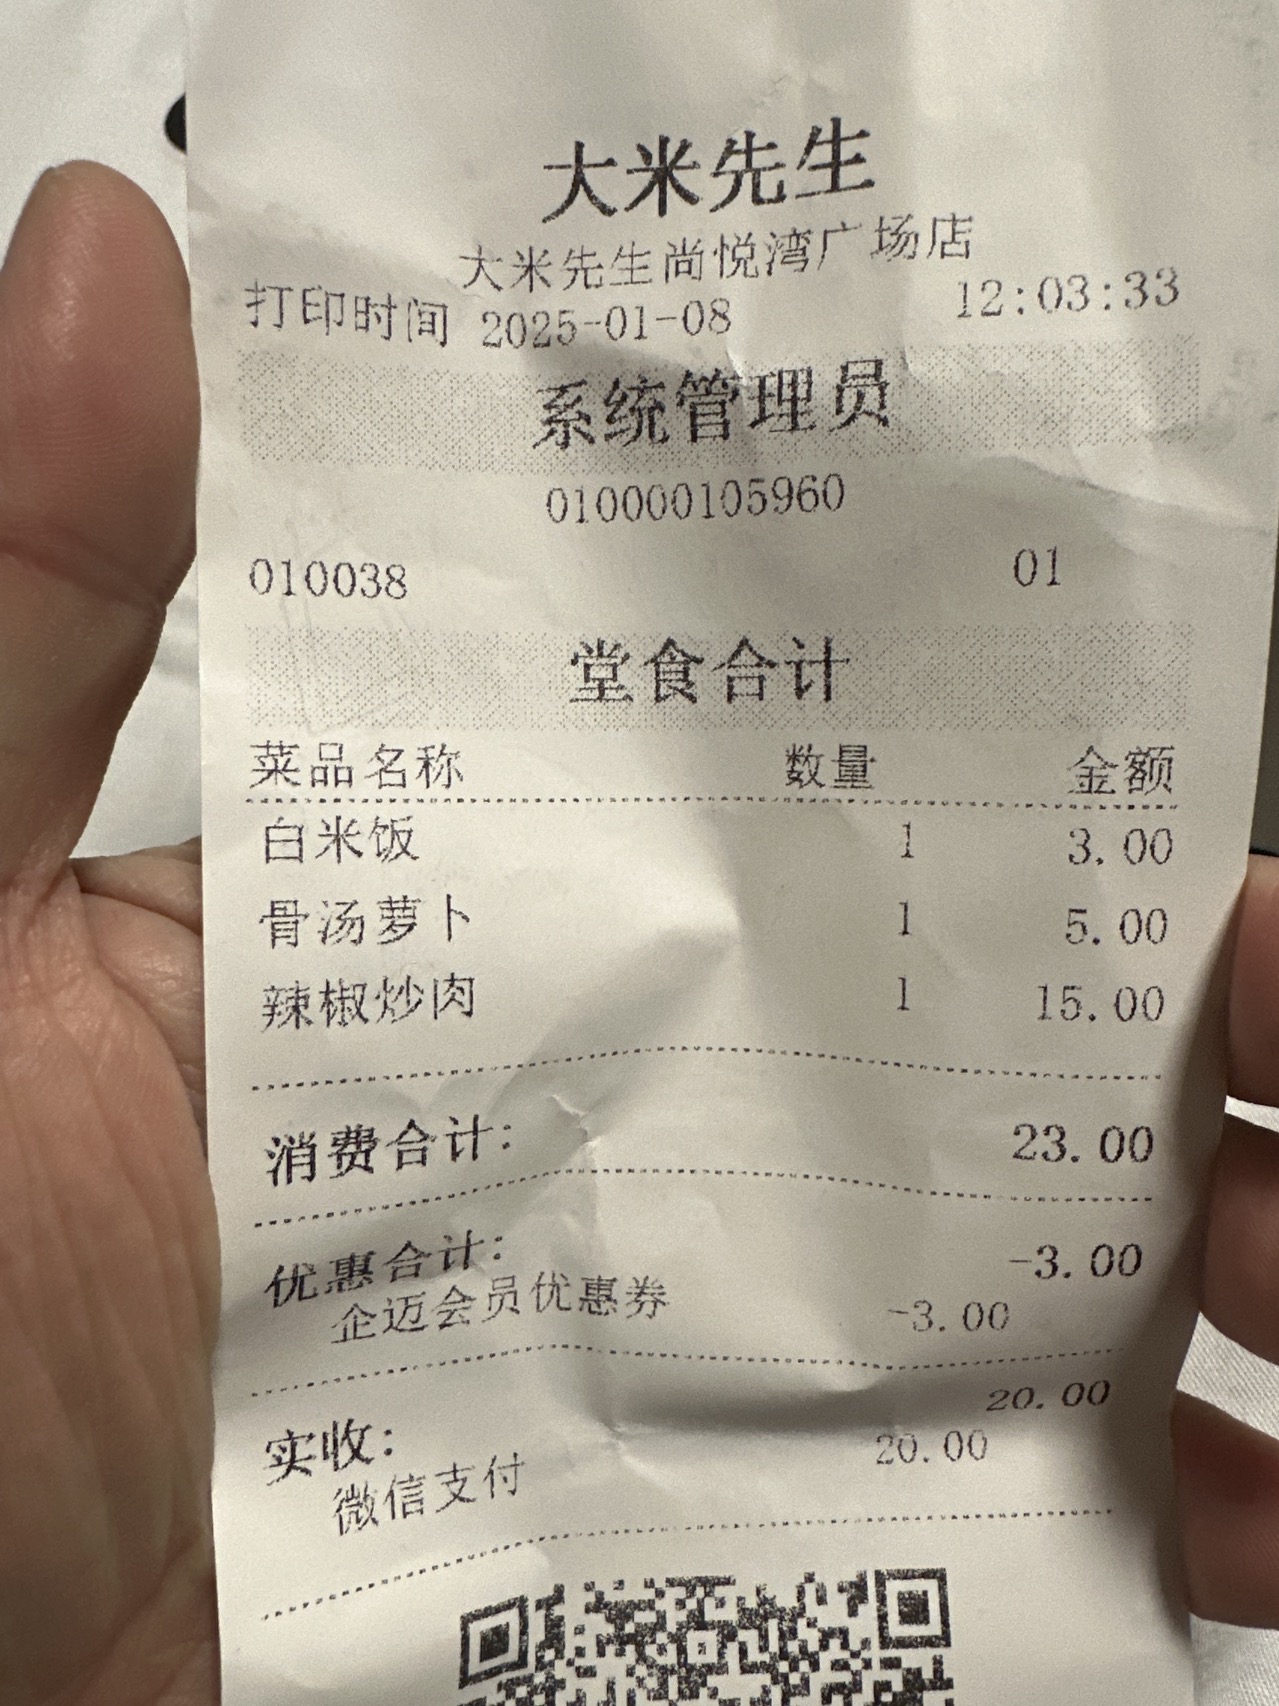 大米先生
大米先生尚悦湾广场店
打印时间 2025-01-08 12:03:33
系统管理员
010000105960
010038 01
堂食合计
菜品名称 数量 金额
白米饭 1 3.00
骨汤萝卜 1 5.00
辣椒炒肉 1 15.00
消费合计: 23.00
优惠合计: -3.00
企迈会员优惠券 -3.00
实收: 20.00
微信支付 20.00